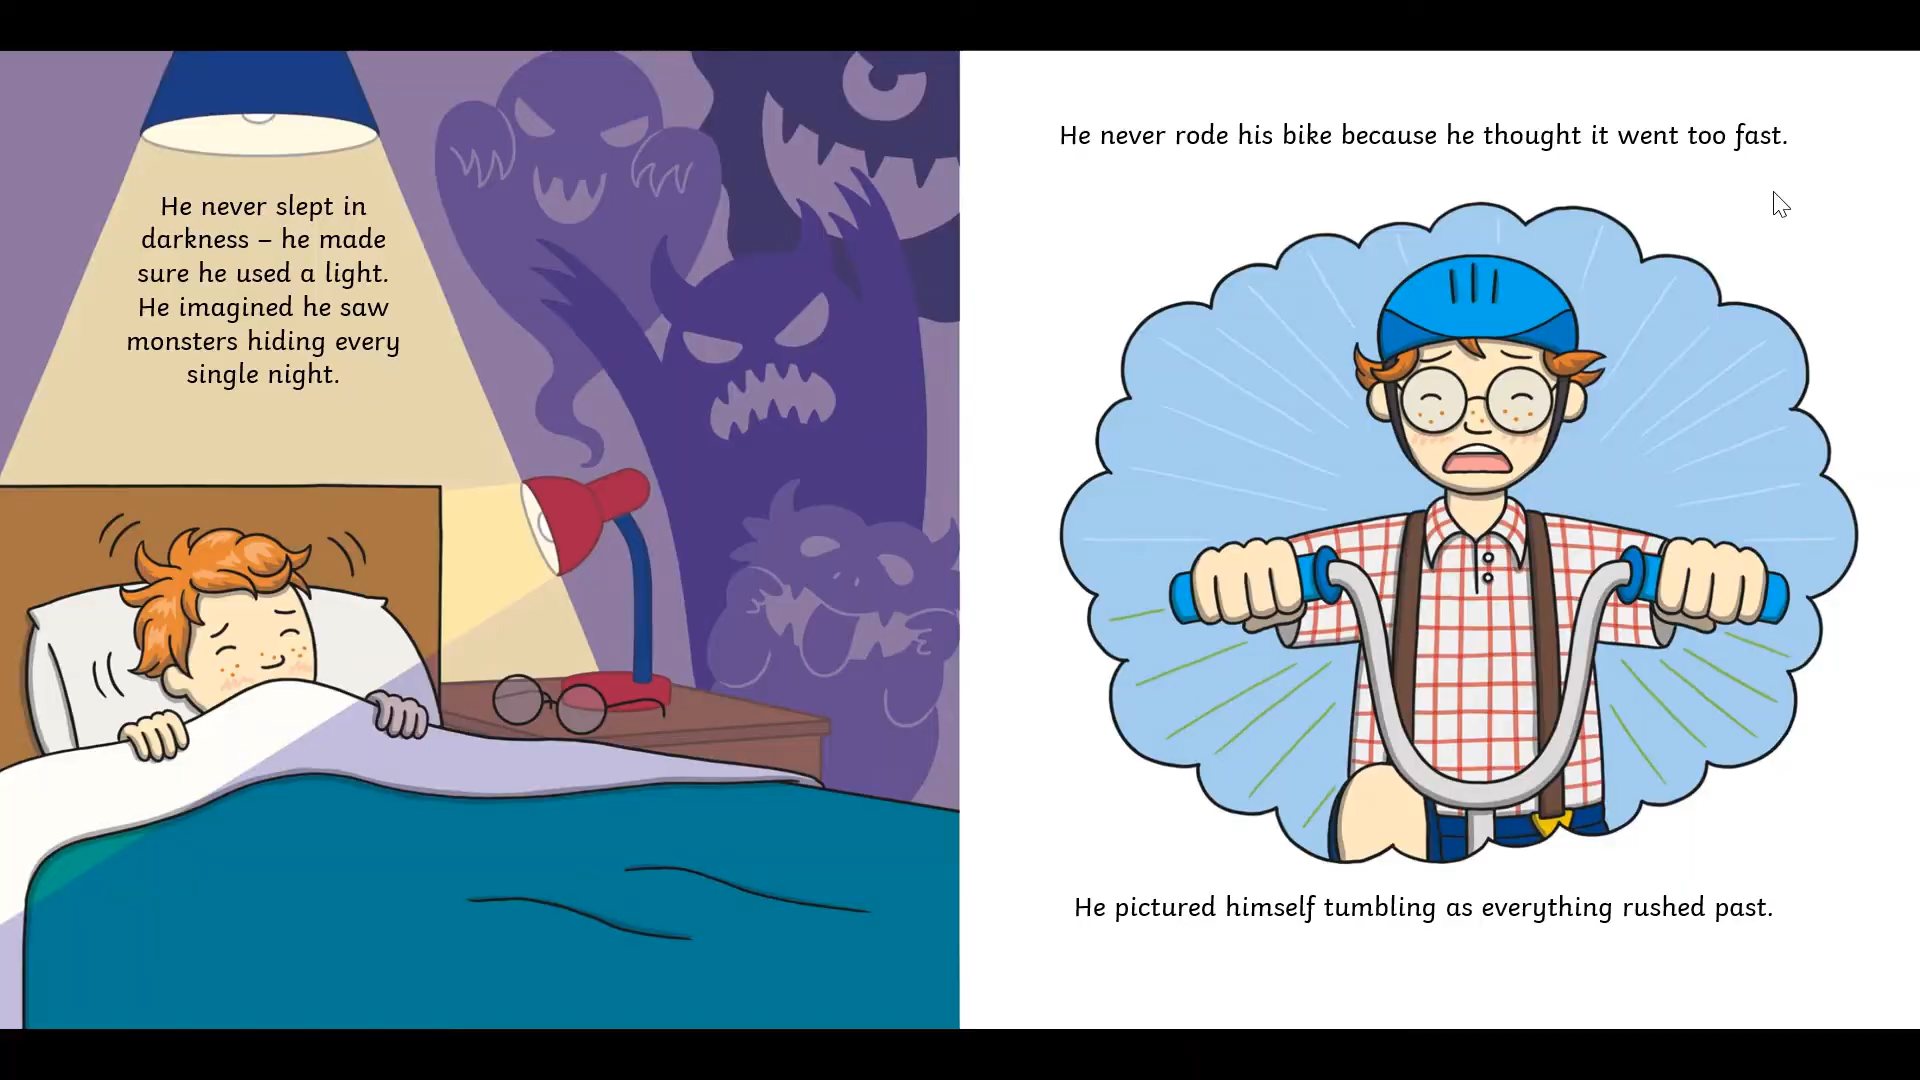 He never slept in
darkness – he made
sure he used a light.
He imagined he saw
monsters hiding every
single night.
He never rode his bike because he thought it went too fast.
He pictured himself tumbling as everything rushed past.